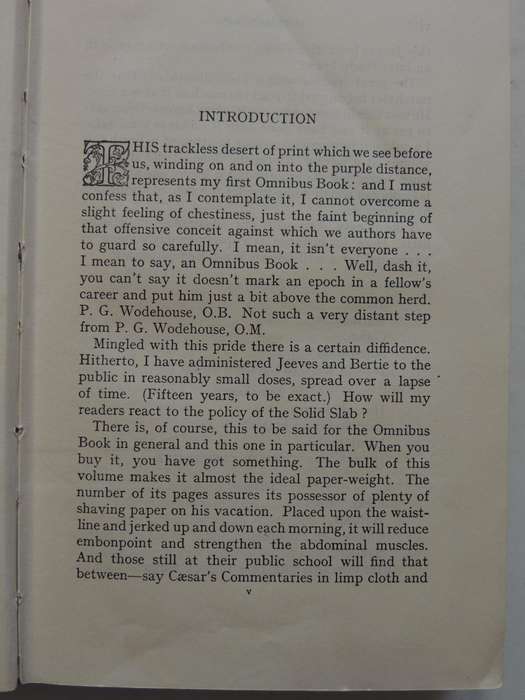 INTRODUCTION
THIS trackless desert of print which we see before
us, winding on and on into the purple distance,
represents my first Omnibus Book: and I must
confess that, as I contemplate it, I cannot overcome a
slight feeling of chestiness, just the faint beginning of
that offensive conceit against which we authors have
to guard so carefully. I mean, it isn't everyone . . .
I mean to say, an Omnibus Book . . . Well, dash it,
you can't say it doesn't mark an epoch in a fellow's
career and put him just a bit above the common herd.
P. G. Wodehouse, O.B. Not such a very distant step
from P. G. Wodehouse, O.M.
Mingled with this pride there is a certain diffidence.
Hitherto, I have administered Jeeves and Bertie to the
public in reasonably small doses, spread over a lapse
of time. (Fifteen years, to be exact.) How will my
readers react to the policy of the Solid Slab ?
There is, of course, this to be said for the Omnibus
Book in general and this one in particular. When you
buy it, you have got something. The bulk of this
volume makes it almost the ideal paper-weight. The
number of its pages assures its possessor of plenty of
shaving paper on his vacation. Placed upon the waist-
line and jerked up and down each morning, it will reduce
embonpoint and strengthen the abdominal muscles.
And those still at their public school will find that
between—say Cæsar's Commentaries in limp cloth and
v